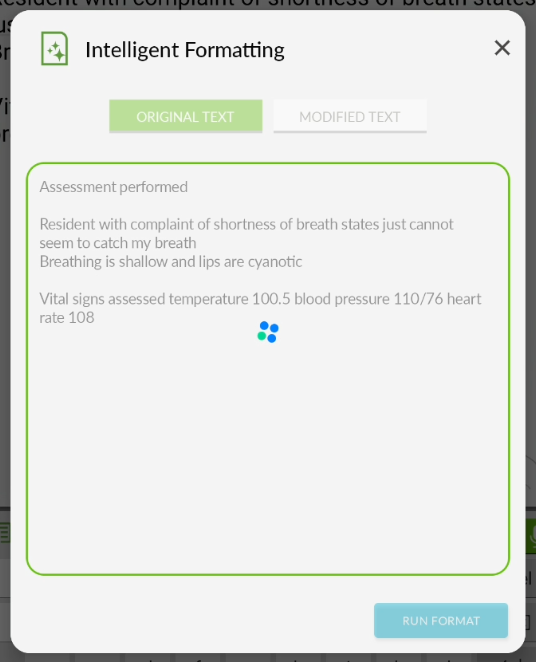 Resident with complaint of shortness of breath states
Intelligent Formatting
ORIGINAL TEXT
MODIFIED TEXT
Assessment performed
Resident with complaint of shortness of breath states just cannot
seem to catch my breath
Breathing is shallow and lips are cyanotic
Vital signs assessed temperature 100.5 blood pressure 110/76 heart
rate 108
RUN FORMAT